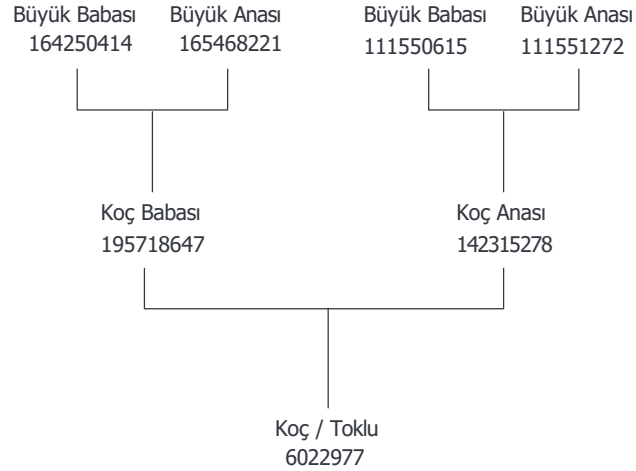 Büyük Babası Büyük Anası Büyük Babası Büyük Anası
164250414 165468221 111550615 111551272
Koç Babası Koç Anası
195718647 142315278
Koç / Toklu
6022977